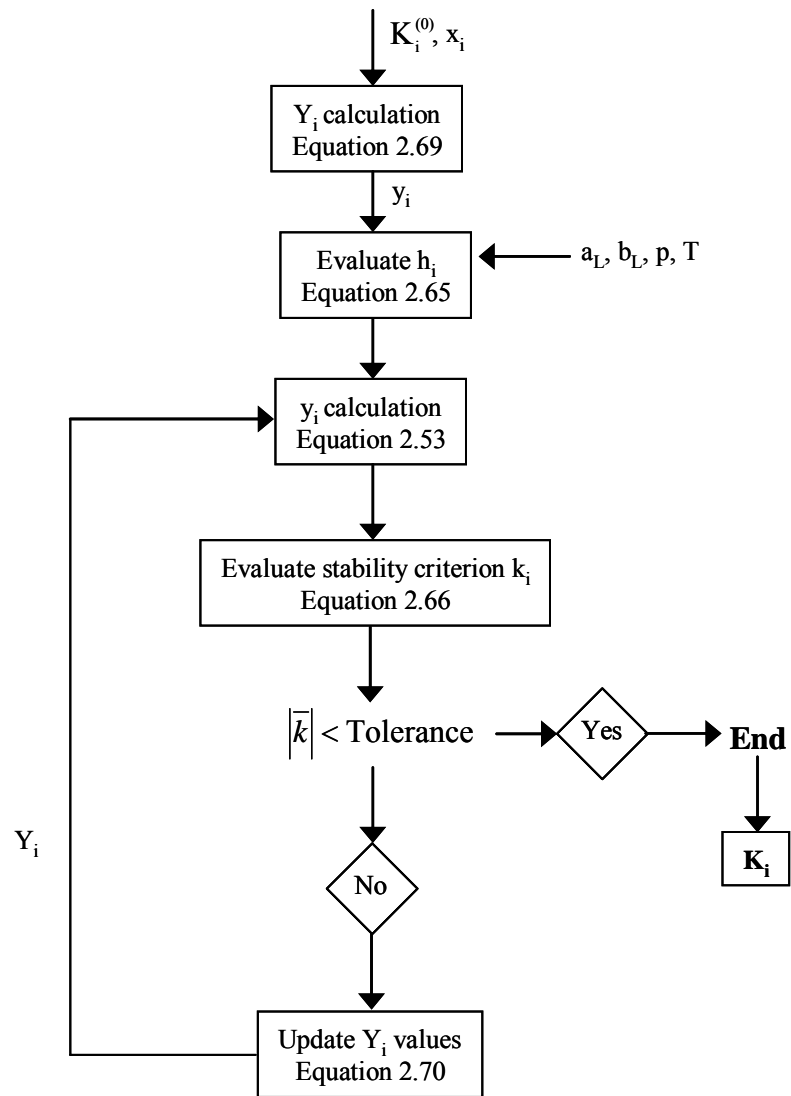 K_i^(0), x_i
Y_i calculation
Equation 2.69
y_i
Evaluate h_i
Equation 2.65
a_L, b_L, p, T
y_i calculation
Equation 2.53
Evaluate stability criterion k_i
Equation 2.66
|k̅| < Tolerance
Yes
End
K_i
No
Y_i
Update Y_i values
Equation 2.70